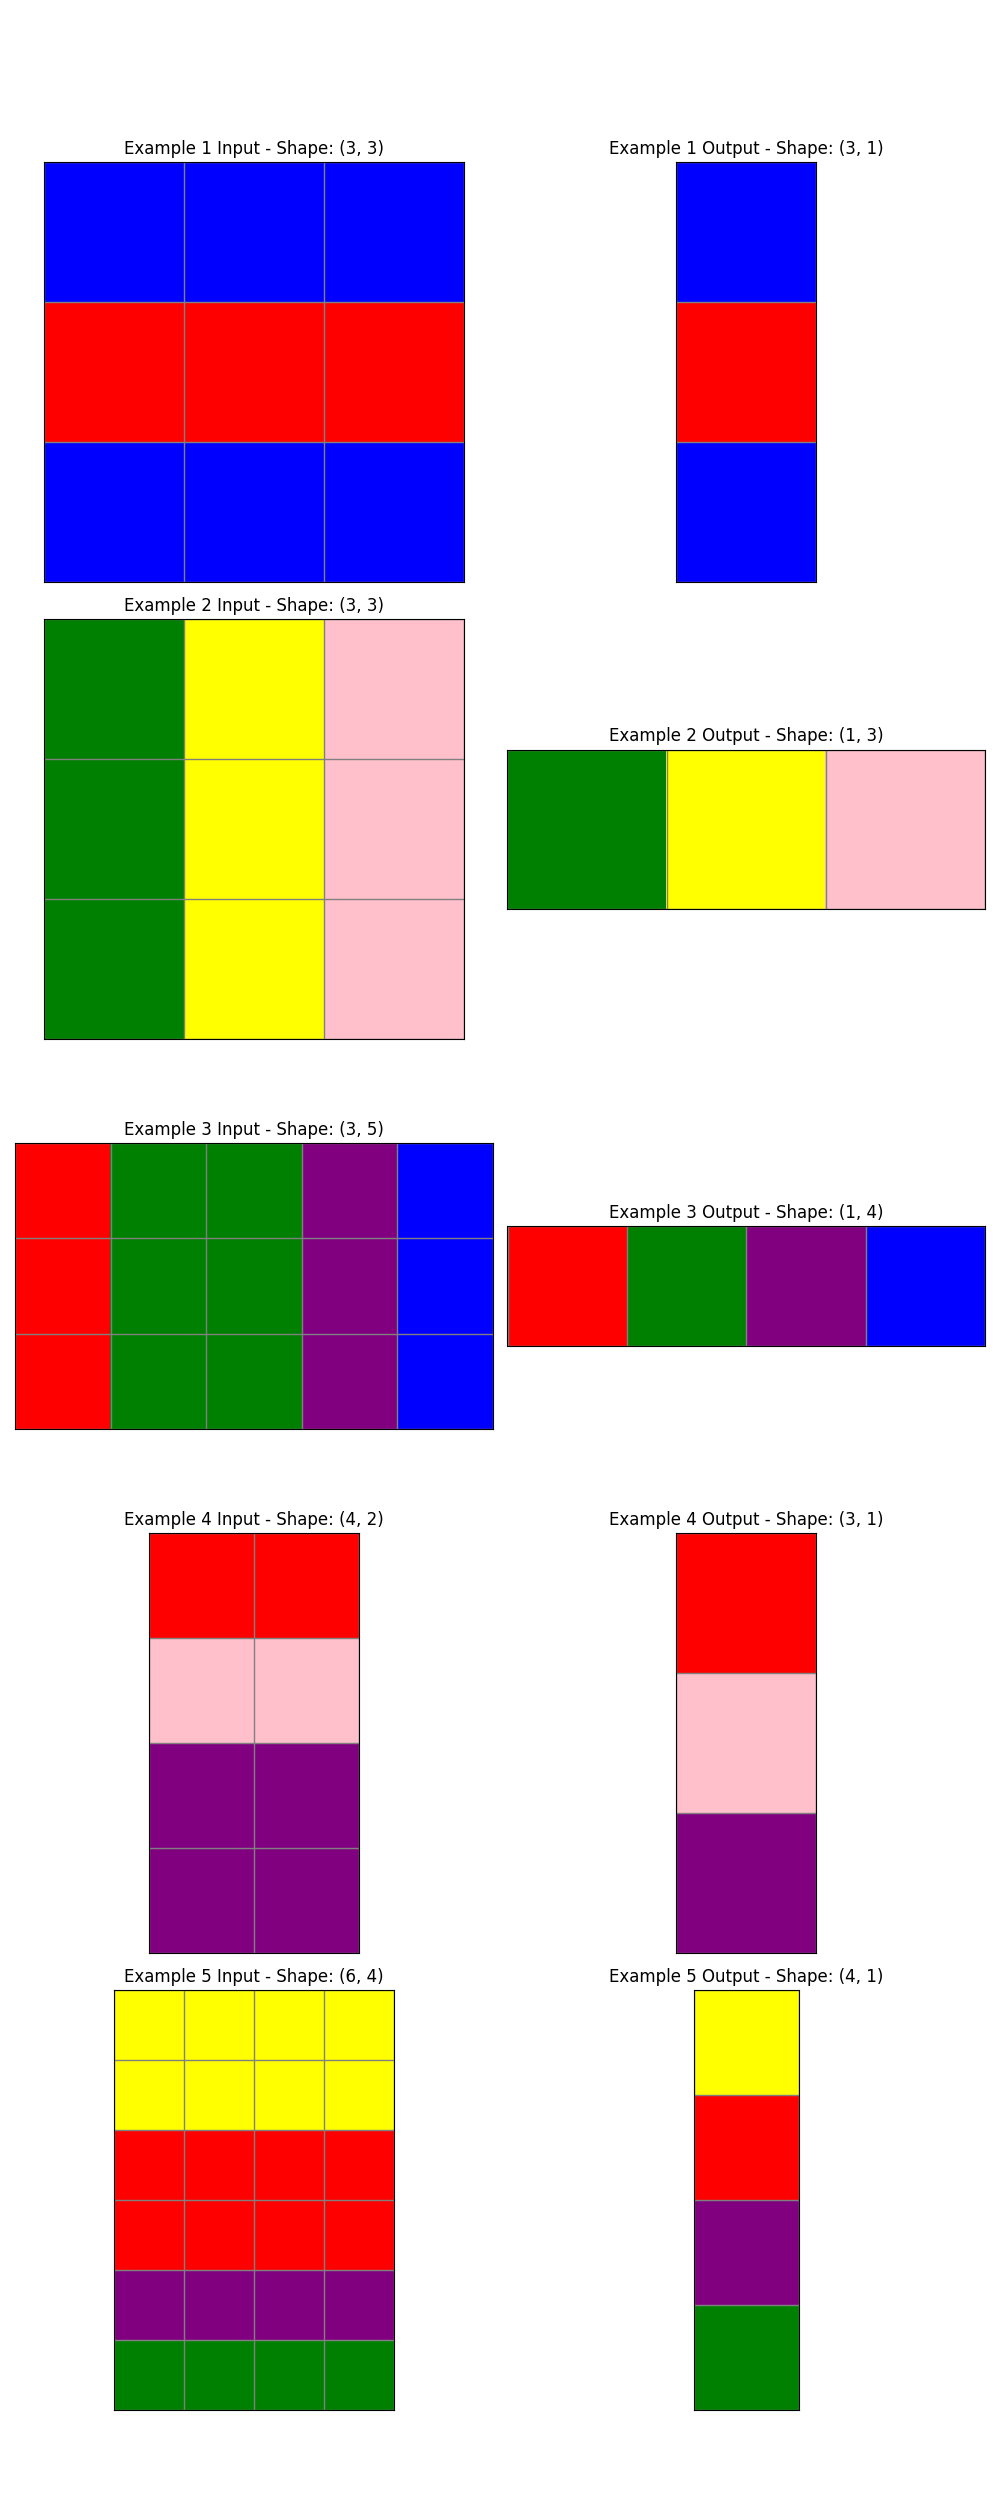 Example 1 Input - Shape: (3, 3)
Example 1 Output - Shape: (3, 1)
Example 2 Input - Shape: (3, 3)
Example 2 Output - Shape: (1, 3)
Example 3 Input - Shape: (3, 5)
Example 3 Output - Shape: (1, 4)
Example 4 Input - Shape: (4, 2)
Example 4 Output - Shape: (3, 1)
Example 5 Input - Shape: (6, 4)
Example 5 Output - Shape: (4, 1)